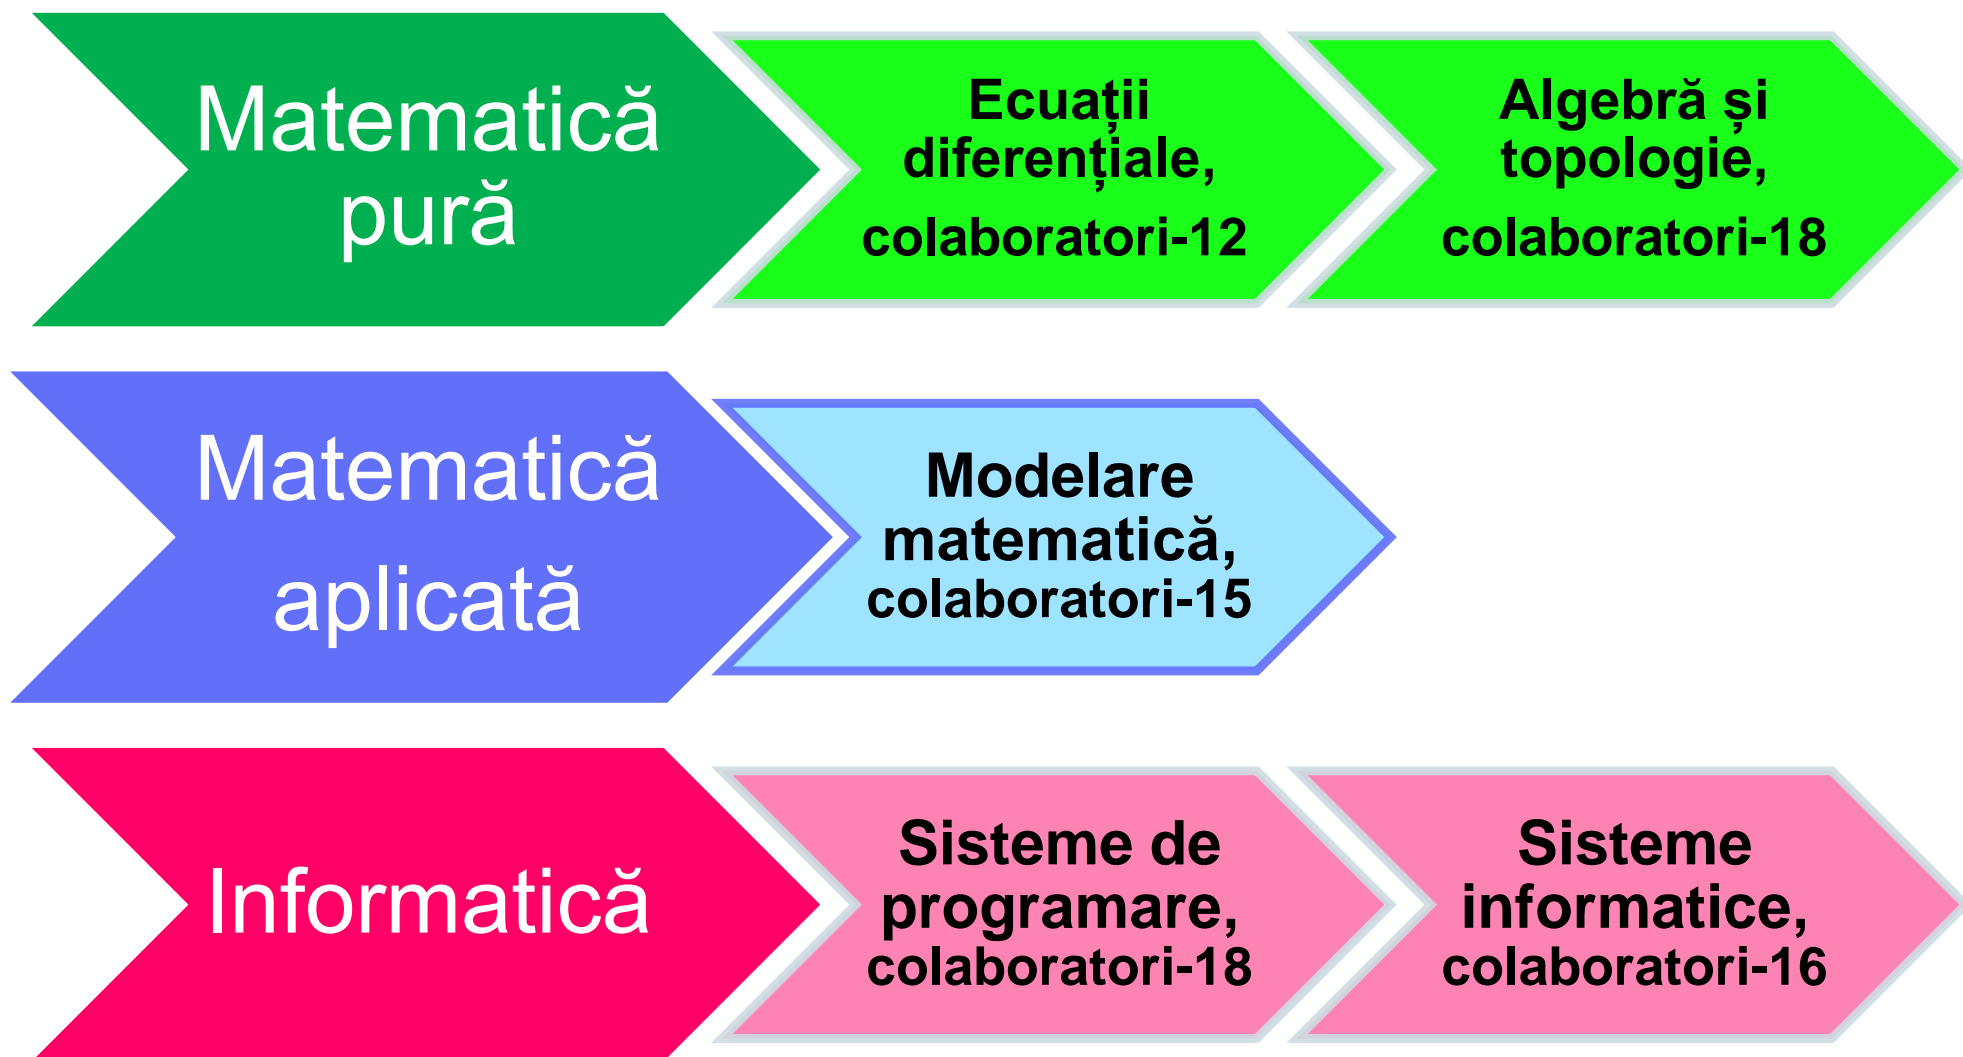 Matematică
pură
Ecuații
diferențiale,
colaboratori-12
Algebră și
topologie,
colaboratori-18
Matematică
aplicată
Modelare
matematică,
colaboratori-15
Informatică
Sisteme de
programare,
colaboratori-18
Sisteme
informatice,
colaboratori-16